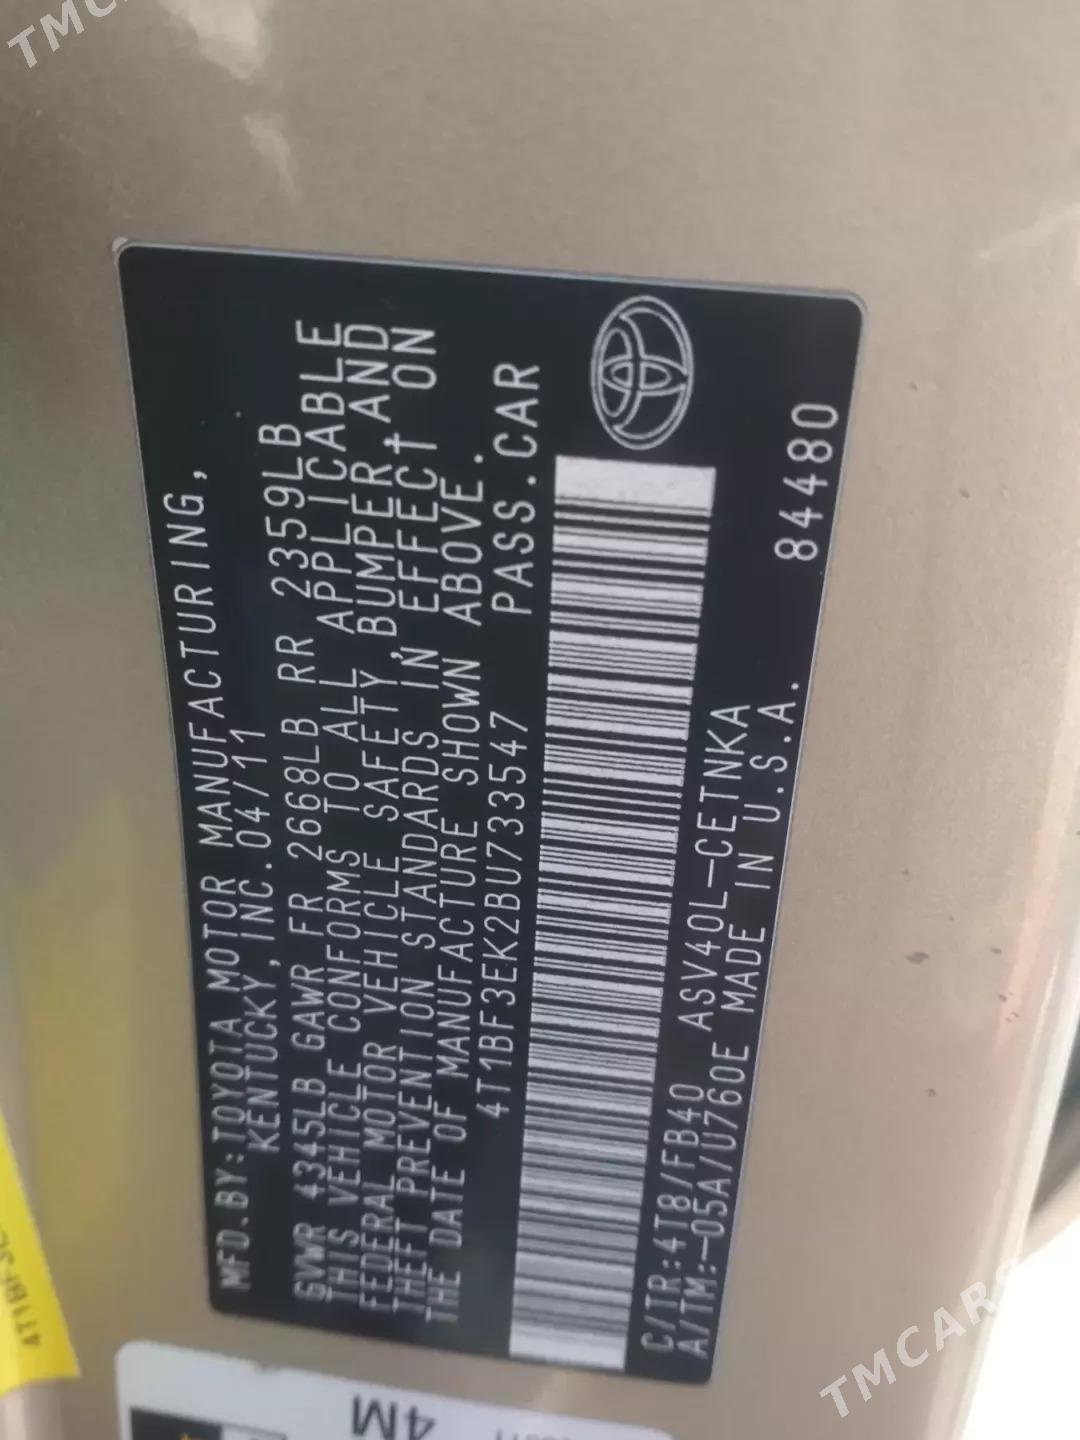 MFD.BY:TOYOTA MOTOR MANUFACTURING,
KENTUCKY,INC.04/11
GVWR 4345LB GAWR FR 2668LB RR 2359LB
THIS VEHICLE CONFORMS TO ALL APPLICABLE
FEDERAL MOTOR VEHICLE SAFETY,BUMPER,AND
THEFT PREVENTION STANDARDS IN EFFECT ON
THE DATE OF MANUFACTURE SHOWN ABOVE.
4T1BF3EK2BU733547 PASS.CAR
C/TR:4T8/FB40 ASV40L-CETNKA
A/TM:-05A/U760E MADE IN U.S.A. 84480
4M
TMCARS